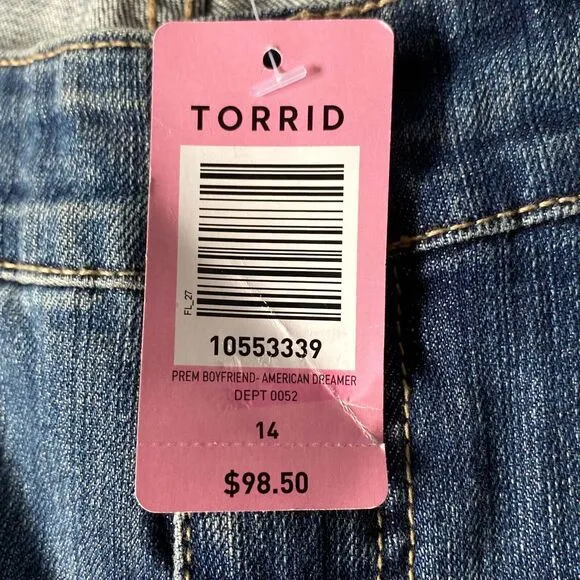 TORRID
FL_27
10553339
PREM BOYFRIEND- AMERICAN DREAMER
DEPT 0052
14
$98.50